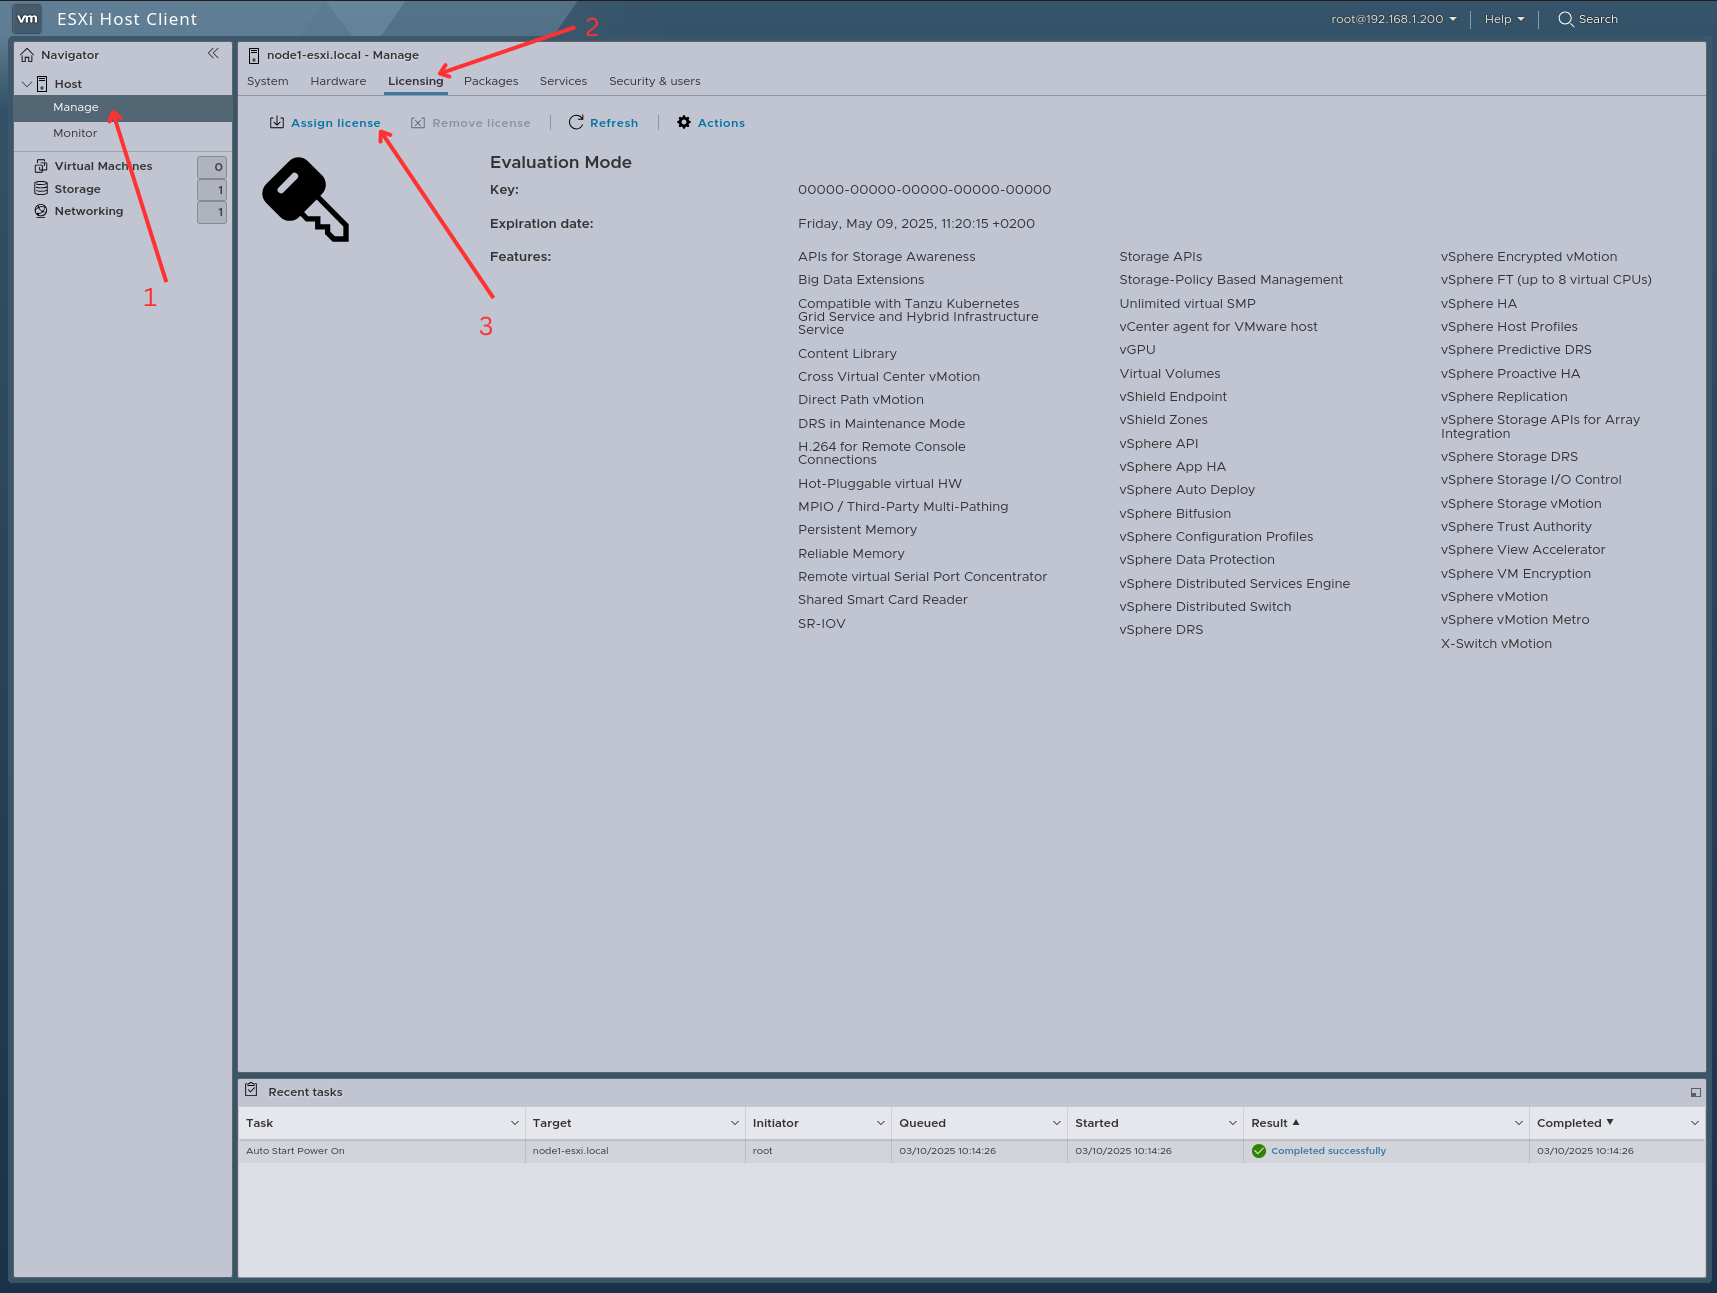 vm ESXi Host Client
root@192.168.1.200 Help Search
2
Navigator
Host
Manage
Monitor
Virtual Machines 0
Storage 1
Networking 1
1
node1-esxi.local - Manage
System Hardware Licensing Packages Services Security & users
Assign license Remove license Refresh Actions
3
Evaluation Mode
Key: 00000-00000-00000-00000-00000
Expiration date: Friday, May 09, 2025, 11:20:15 +0200
Features:
APIs for Storage Awareness
Big Data Extensions
Compatible with Tanzu Kubernetes
Grid Service and Hybrid Infrastructure
Service
Content Library
Cross Virtual Center vMotion
Direct Path vMotion
DRS in Maintenance Mode
H.264 for Remote Console
Connections
Hot-Pluggable virtual HW
MPIO / Third-Party Multi-Pathing
Persistent Memory
Reliable Memory
Remote virtual Serial Port Concentrator
Shared Smart Card Reader
SR-IOV
Storage APIs
Storage-Policy Based Management
Unlimited virtual SMP
vCenter agent for VMware host
vGPU
Virtual Volumes
vShield Endpoint
vShield Zones
vSphere API
vSphere App HA
vSphere Auto Deploy
vSphere Bitfusion
vSphere Configuration Profiles
vSphere Data Protection
vSphere Distributed Services Engine
vSphere Distributed Switch
vSphere DRS
vSphere Encrypted vMotion
vSphere FT (up to 8 virtual CPUs)
vSphere HA
vSphere Host Profiles
vSphere Predictive DRS
vSphere Proactive HA
vSphere Replication
vSphere Storage APIs for Array
Integration
vSphere Storage DRS
vSphere Storage I/O Control
vSphere Storage vMotion
vSphere Trust Authority
vSphere View Accelerator
vSphere VM Encryption
vSphere vMotion
vSphere vMotion Metro
X-Switch vMotion
Recent tasks
Task Target Initiator Queued Started Result Completed
Auto Start Power On node1-esxi.local root 03/10/2025 10:14:26 03/10/2025 10:14:26 Completed successfully 03/10/2025 10:14:26